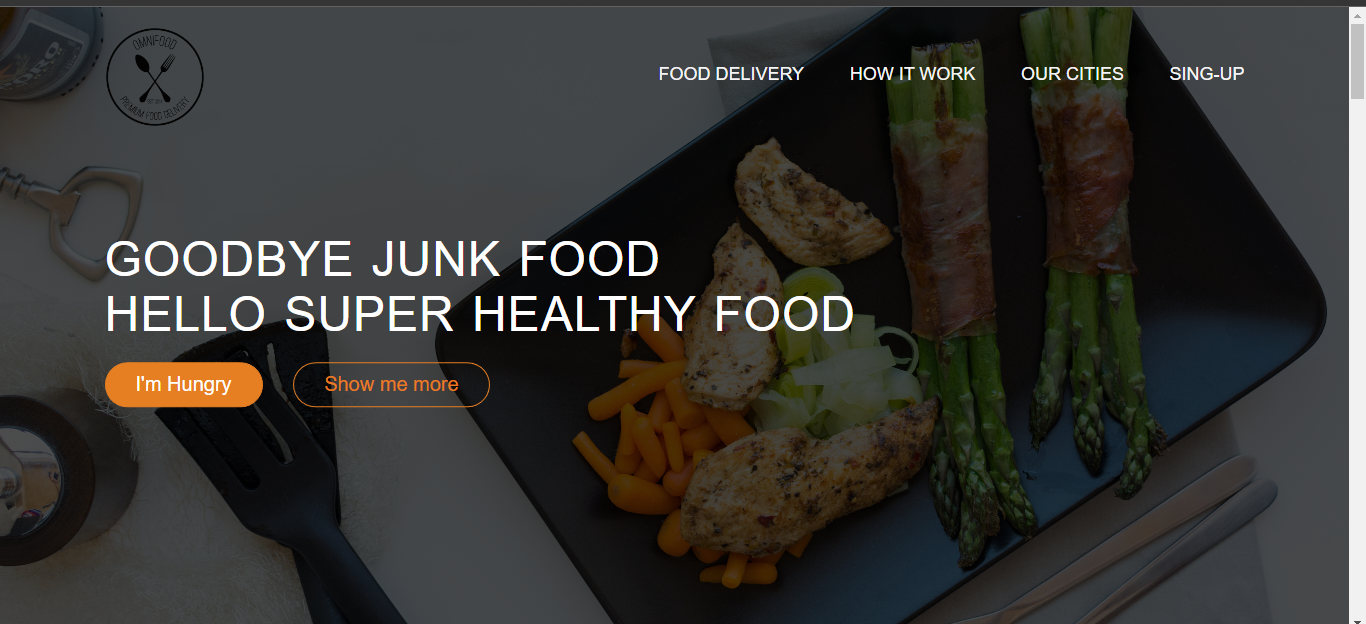 OMNIFOOD
PREMIUM FOOD DELIVERY
FOOD DELIVERY
HOW IT WORK
OUR CITIES
SING-UP
GOODBYE JUNK FOOD
HELLO SUPER HEALTHY FOOD
I'm Hungry
Show me more